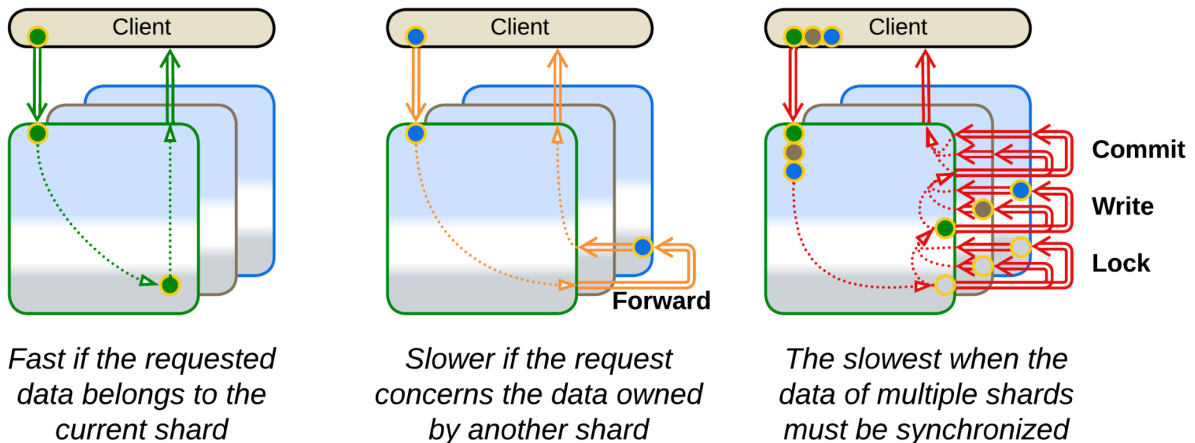 Client
Client
Client
Commit
Write
Lock
Forward
Fast if the requested
data belongs to the
current shard
Slower if the request
concerns the data owned
by another shard
The slowest when the
data of multiple shards
must be synchronized